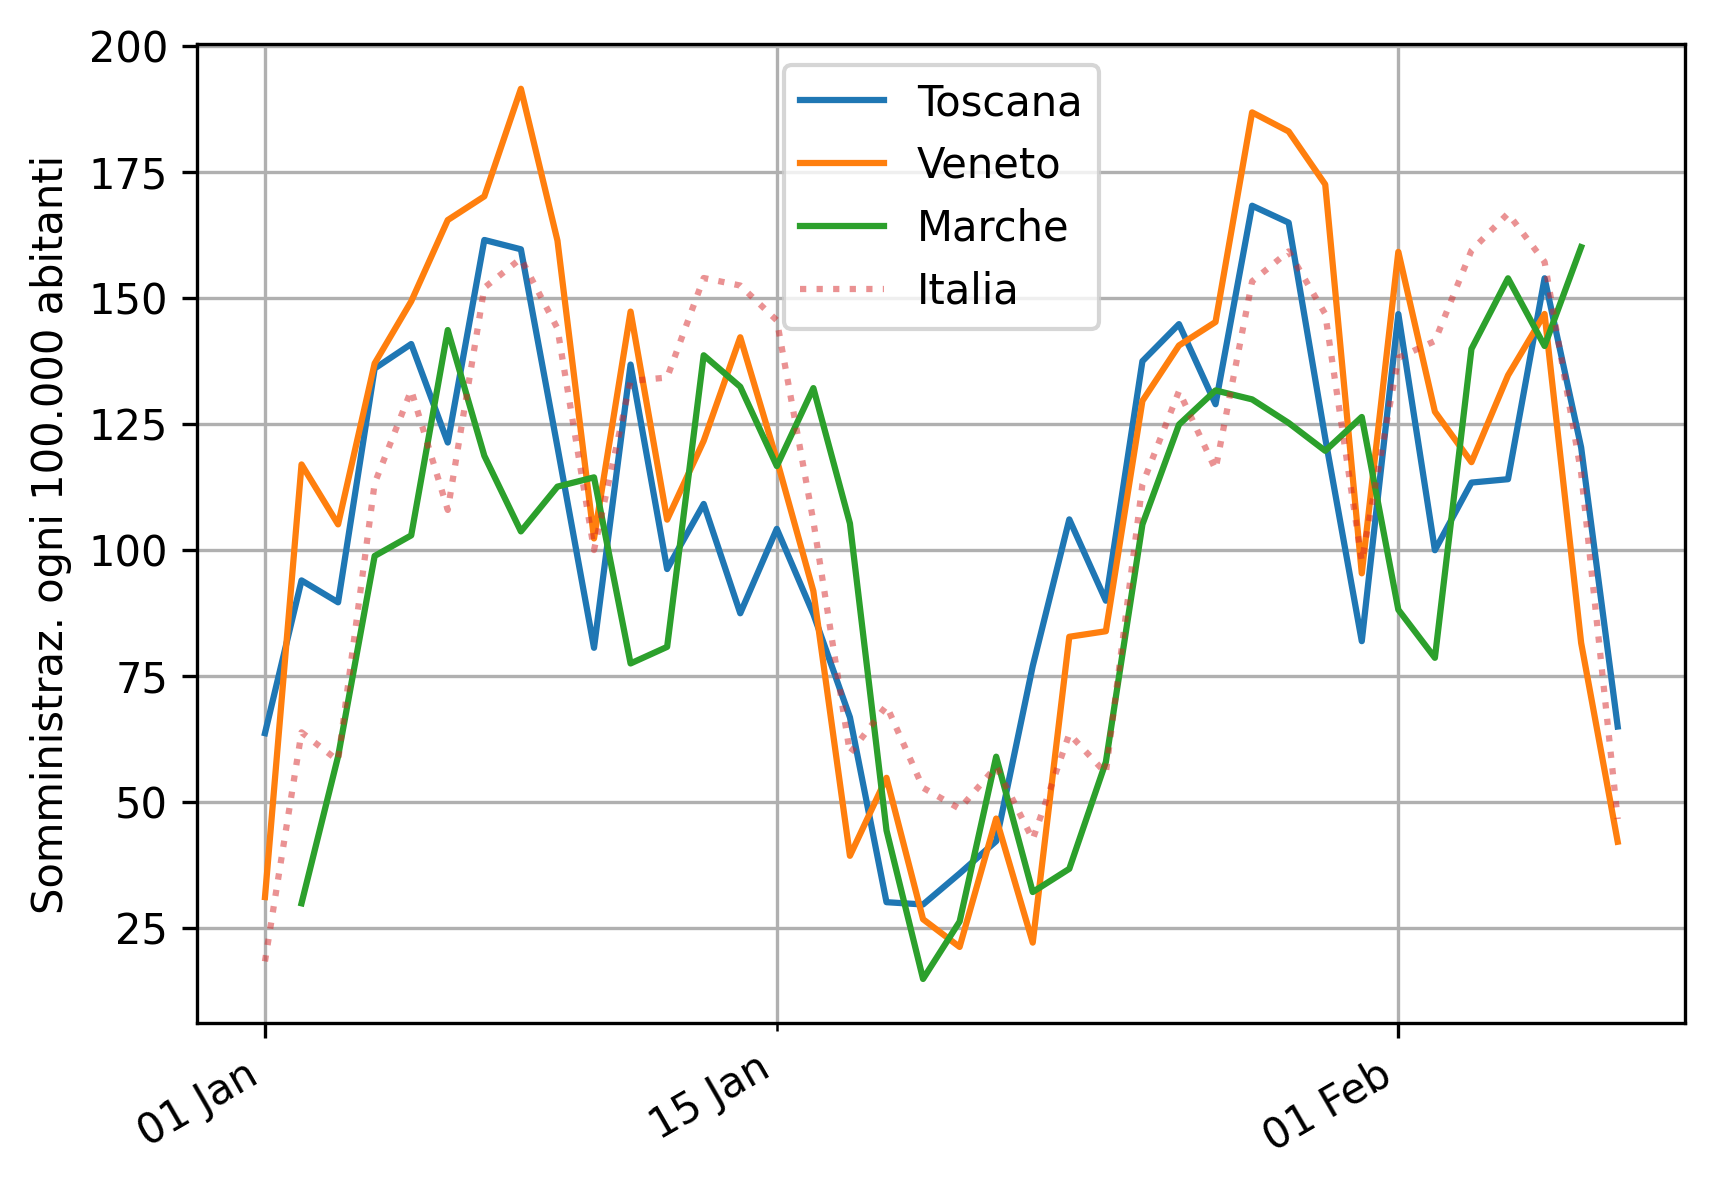 Somministraz. ogni 100.000 abitanti
200
175
150
125
100
75
50
25
Toscana
Veneto
Marche
Italia
01 Jan
15 Jan
01 Feb